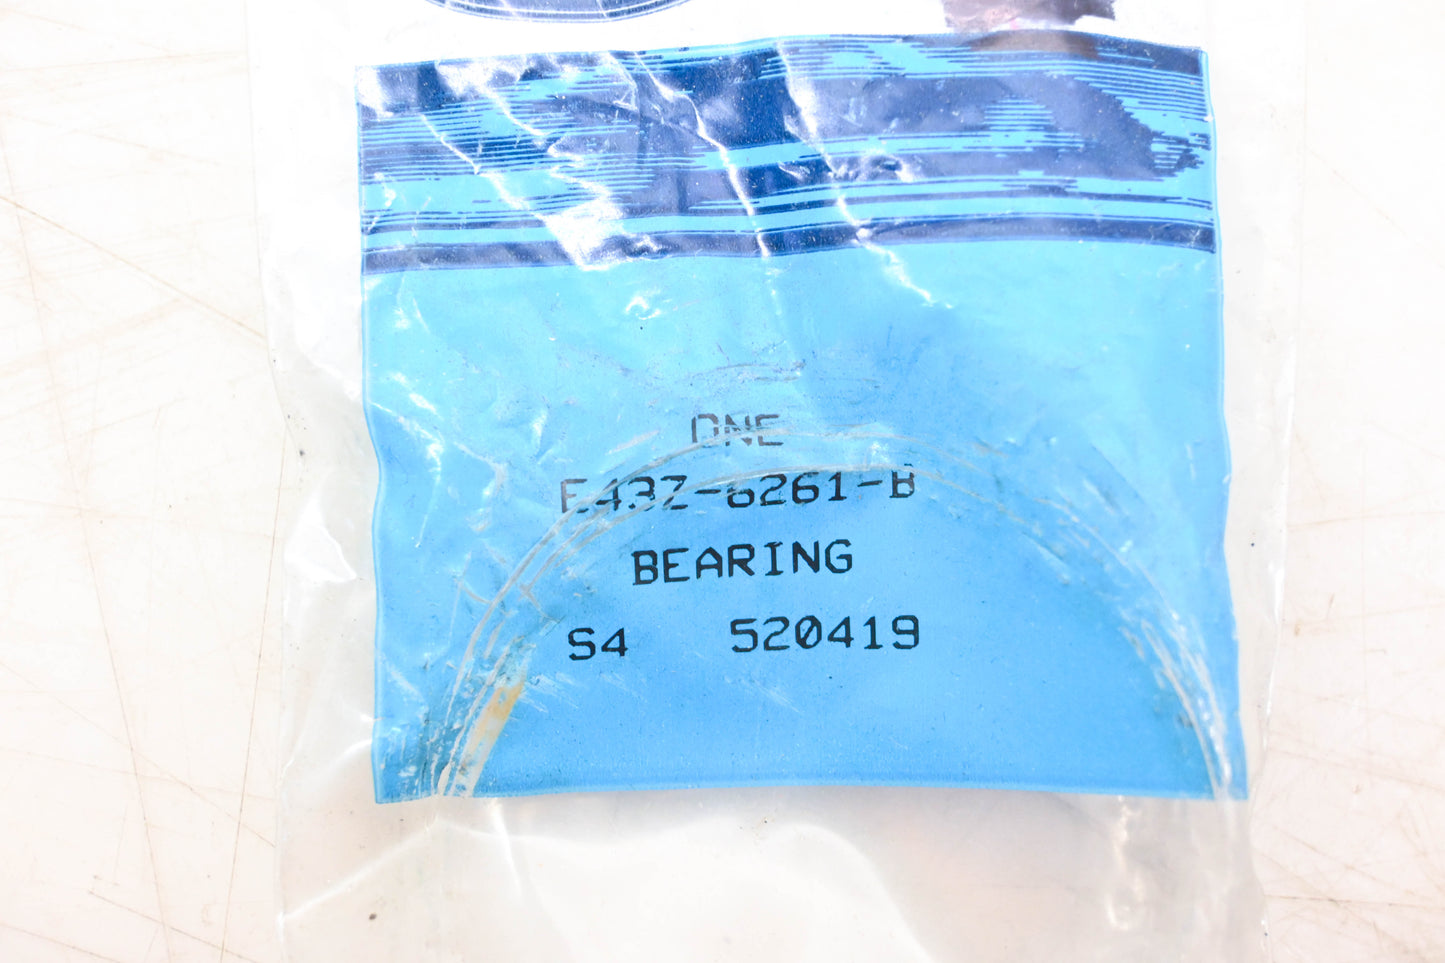 ONE
E43Z-6261-B
BEARING
S4 520419